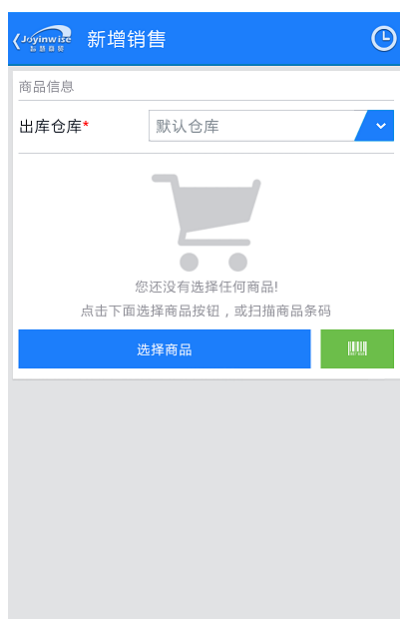 Joyinwise
新增销售
商品信息
出库仓库*
默认仓库
您还没有选择任何商品!
点击下面选择商品按钮，或扫描商品条码
选择商品